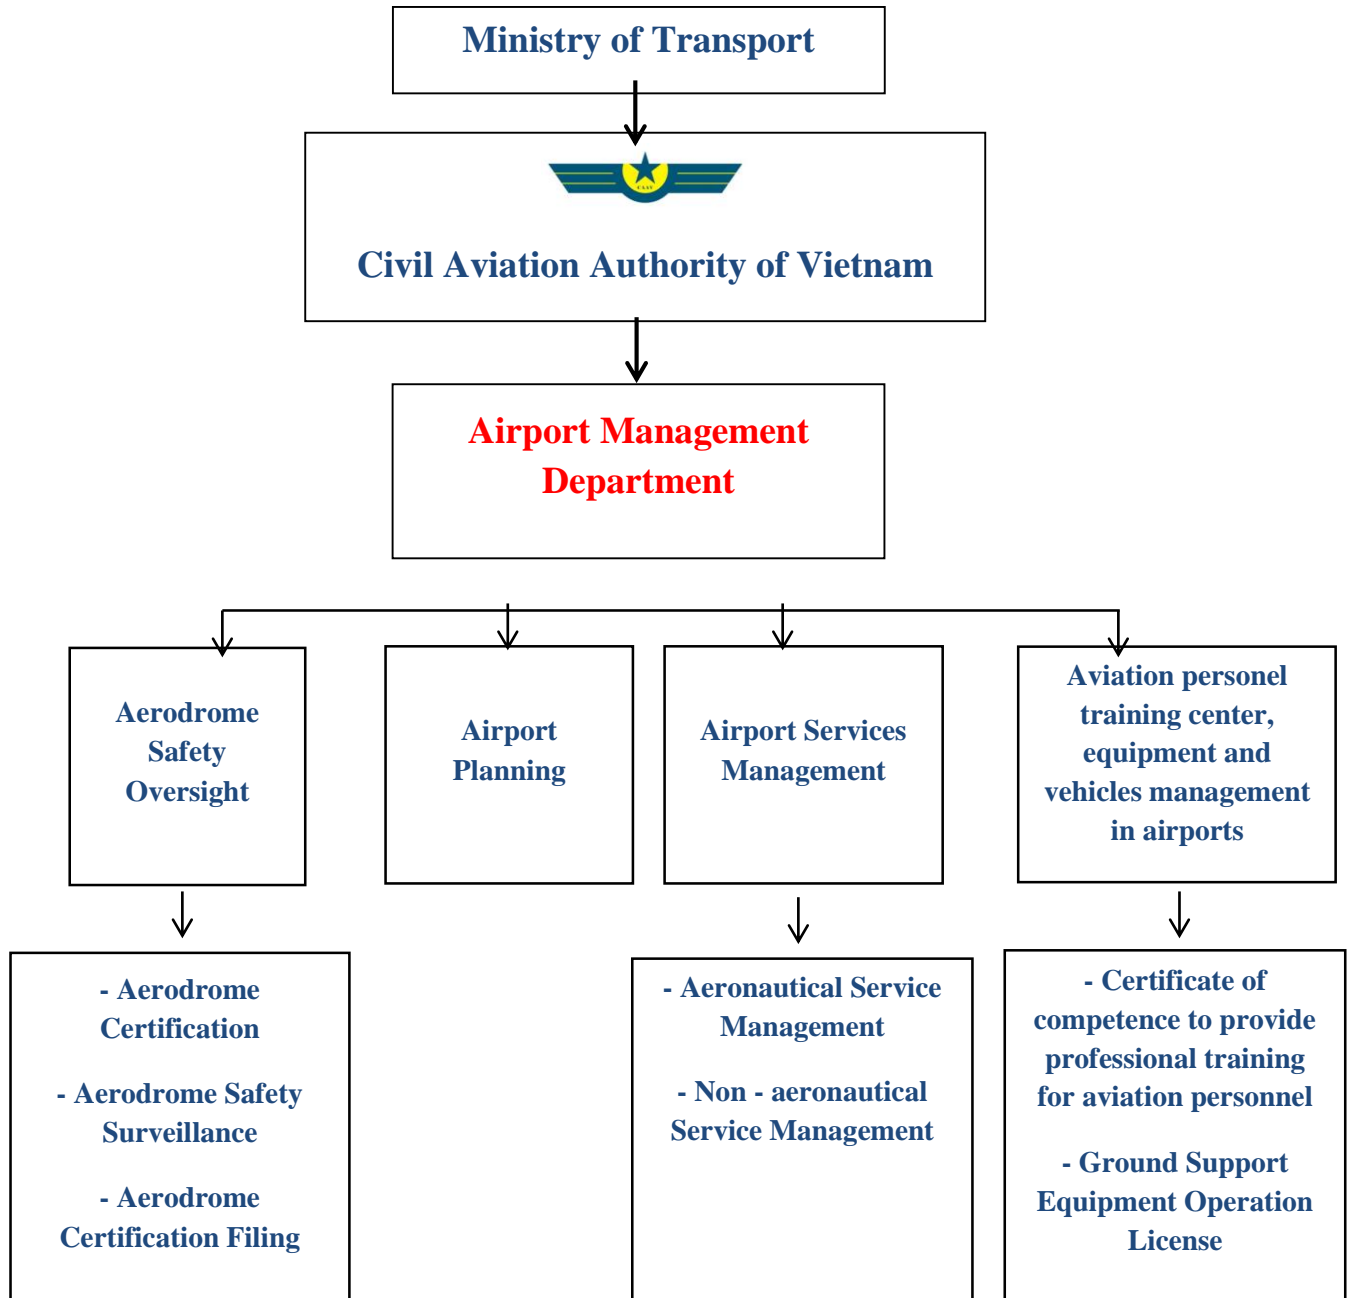 Ministry of Transport
CAAV
Civil Aviation Authority of Vietnam
Airport Management
Department
Aerodrome
Safety
Oversight
Airport
Planning
Airport Services
Management
Aviation personel
training center,
equipment and
vehicles management
in airports
- Aerodrome
Certification
- Aerodrome Safety
Surveillance
- Aerodrome
Certification Filing
- Aeronautical Service
Management
- Non - aeronautical
Service Management
- Certificate of
competence to provide
professional training
for aviation personnel
- Ground Support
Equipment Operation
License